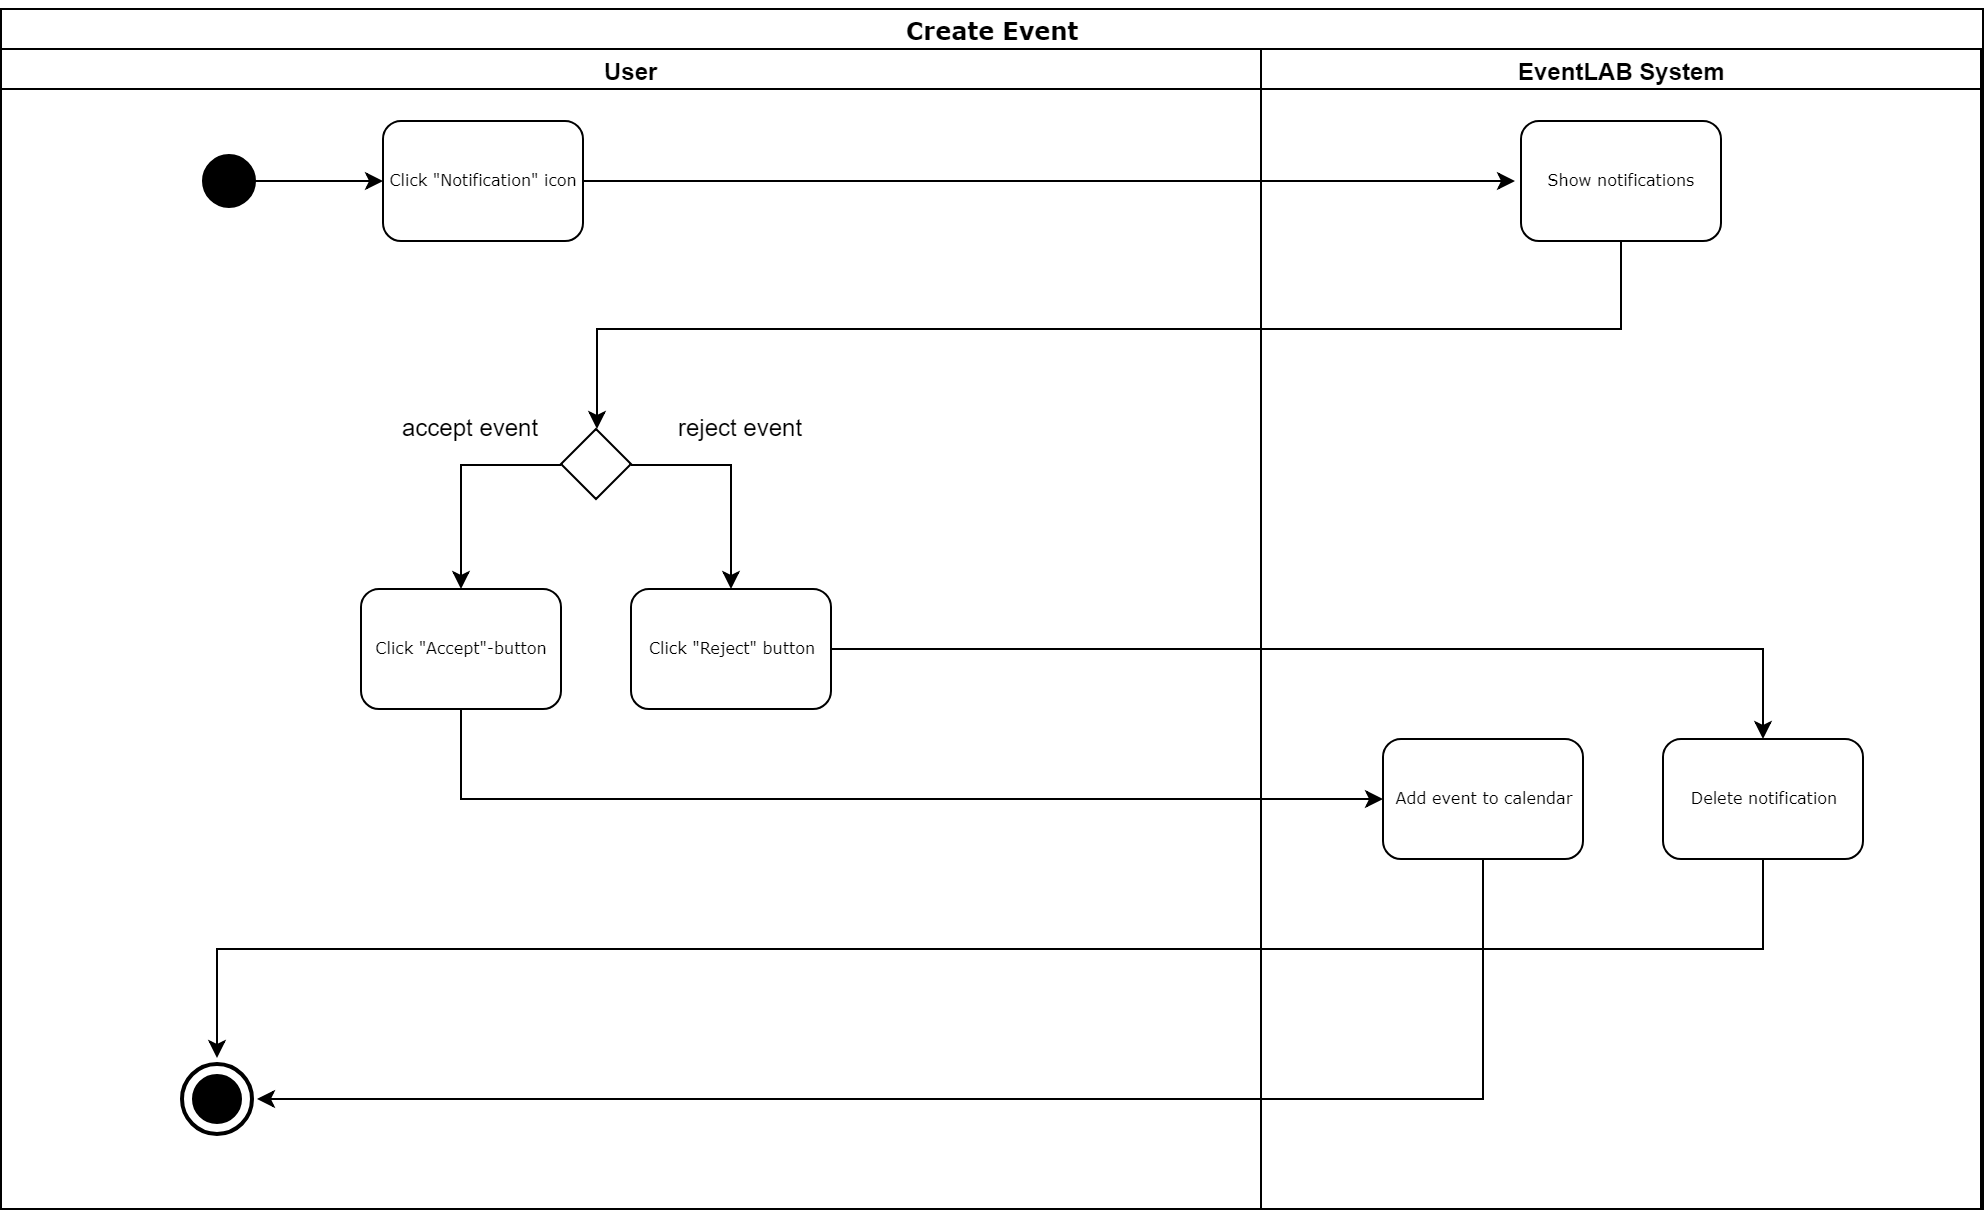 Create Event
User
EventLAB System
Click "Notification" icon
Show notifications
accept event
reject event
Click "Accept"-button
Click "Reject" button
Add event to calendar
Delete notification